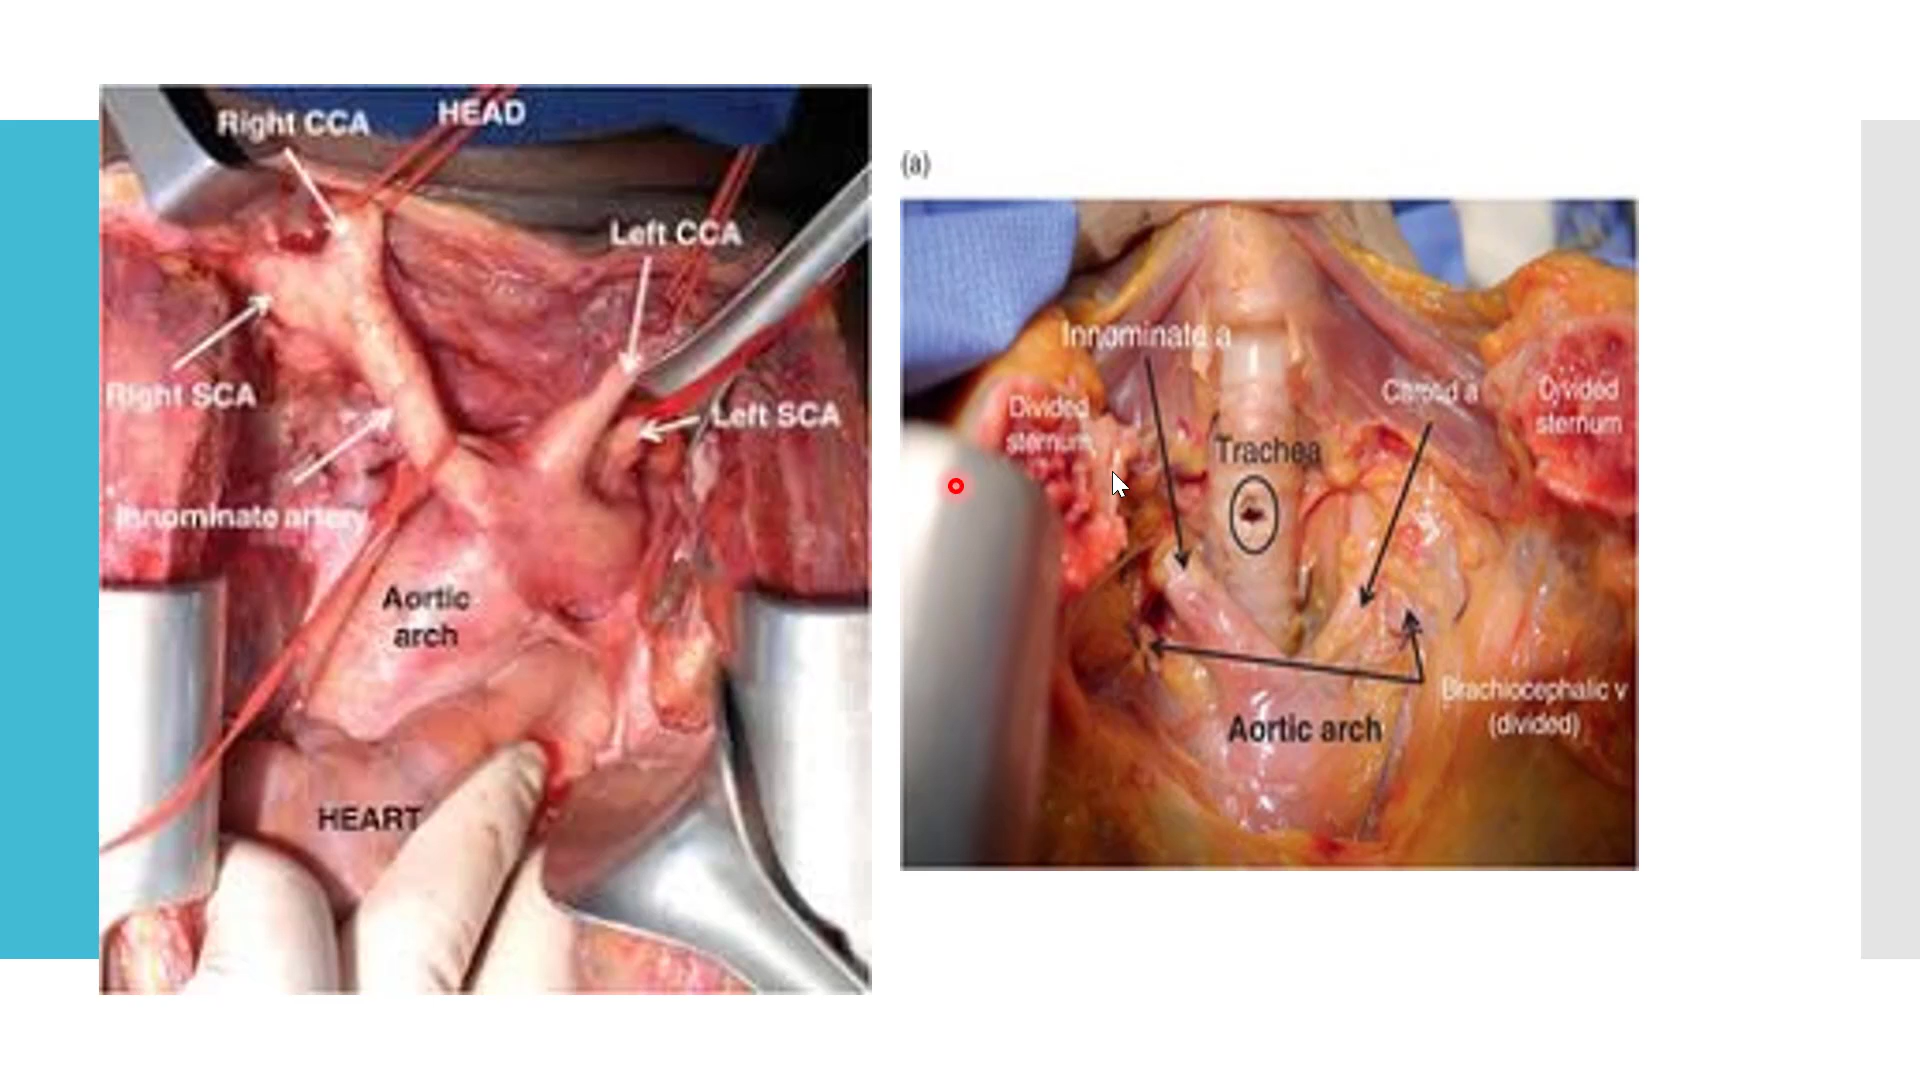 Right CCA
HEAD
Left CCA
Right SCA
Left SCA
Innominate artery
Aortic
arch
HEART
(a)
Innominate a
Carotid a
Divided
sternum
Divided
sternum
Trachea
Brachiocephalic v
(divided)
Aortic arch